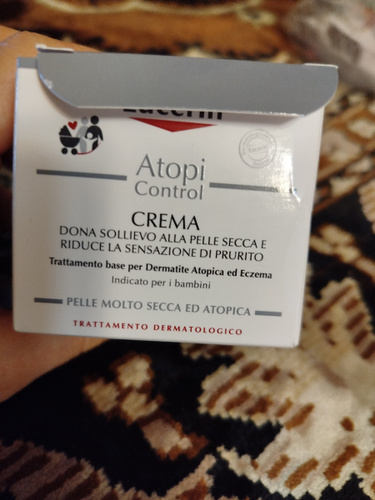 Eucerin
Atopi
Control
CREMA
DONA SOLLIEVO ALLA PELLE SECCA E
RIDUCE LA SENSAZIONE DI PRURITO
Trattamento base per Dermatite Atopica ed Eczema
Indicato per i bambini
PELLE MOLTO SECCA ED ATOPICA
TRATTAMENTO DERMATOLOGICO